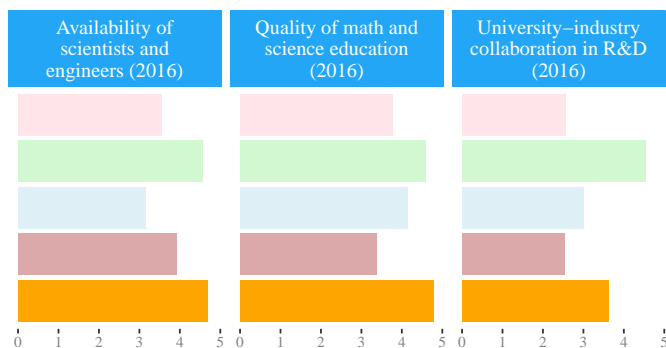 Availability of
scientists and
engineers (2016)
Quality of math and
science education
(2016)
University−industry
collaboration in R&D
(2016)
0 1 2 3 4 5
0 1 2 3 4 5
0 1 2 3 4 5